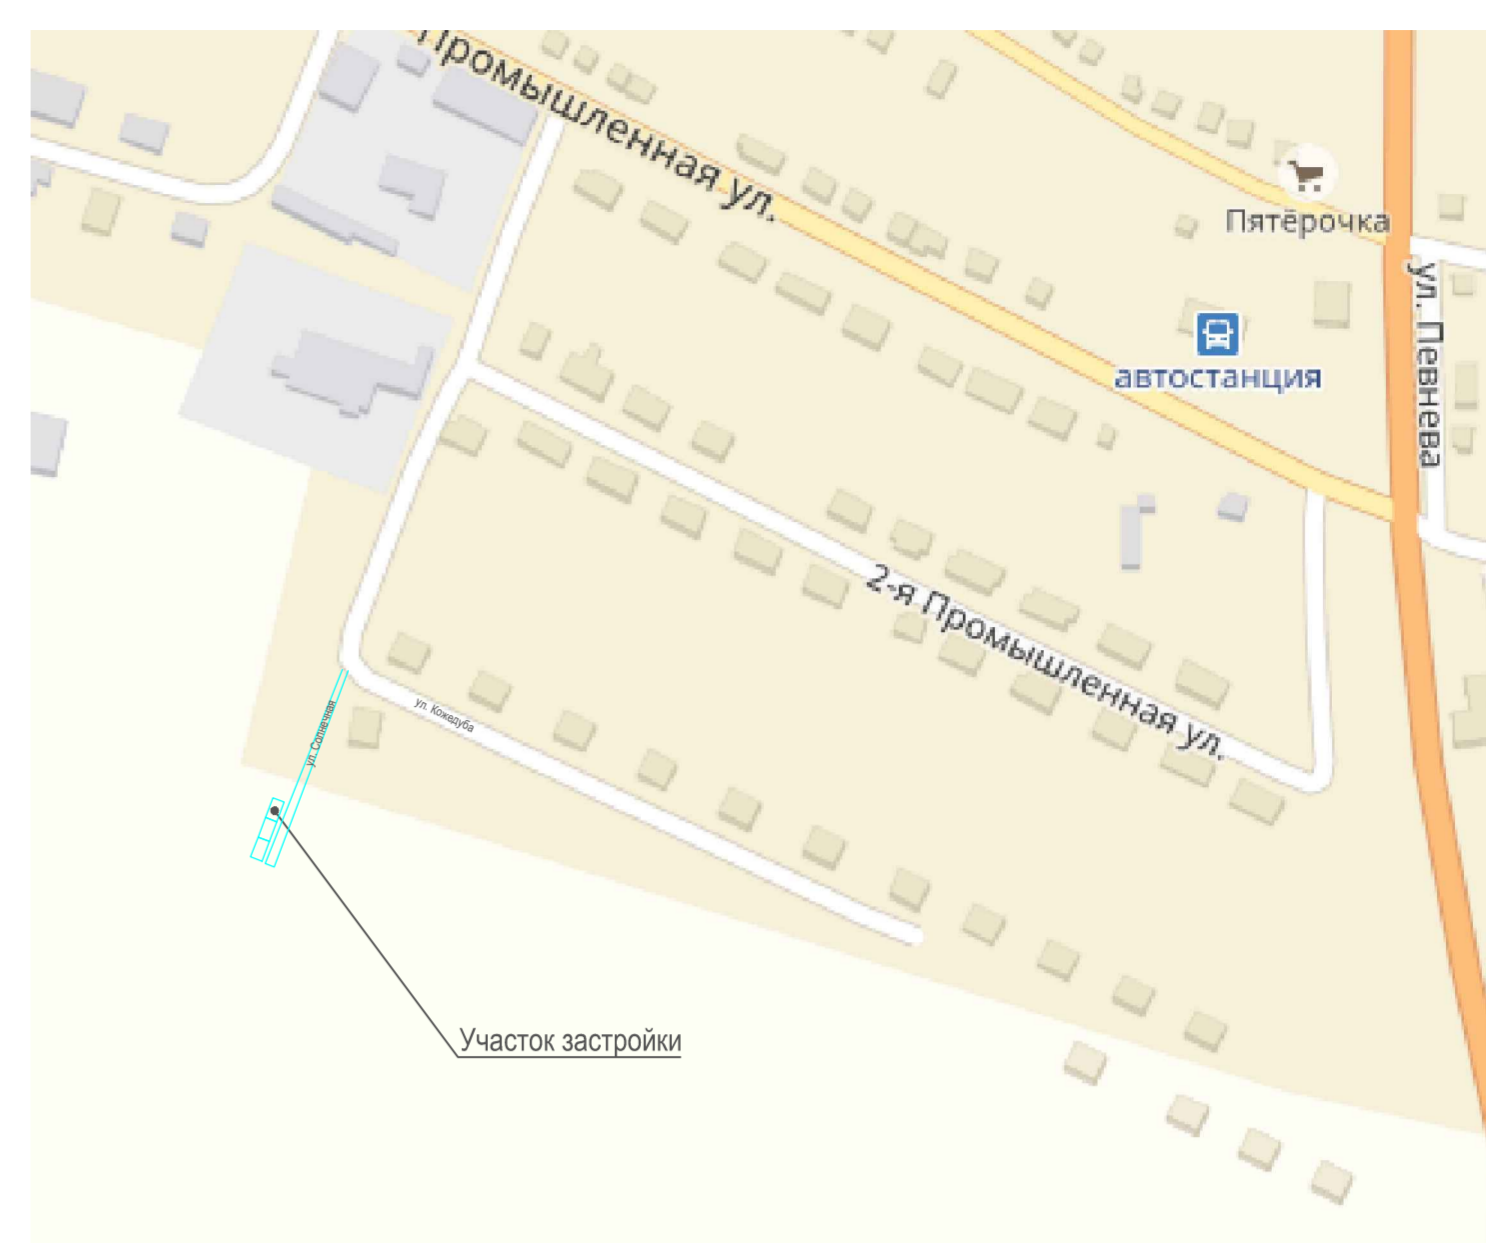 Промышленная ул.
Пятёрочка
ул. Певнева
автостанция
2-я Промышленная ул.
ул. Солнечная
ул. Кожедуба
Участок застройки